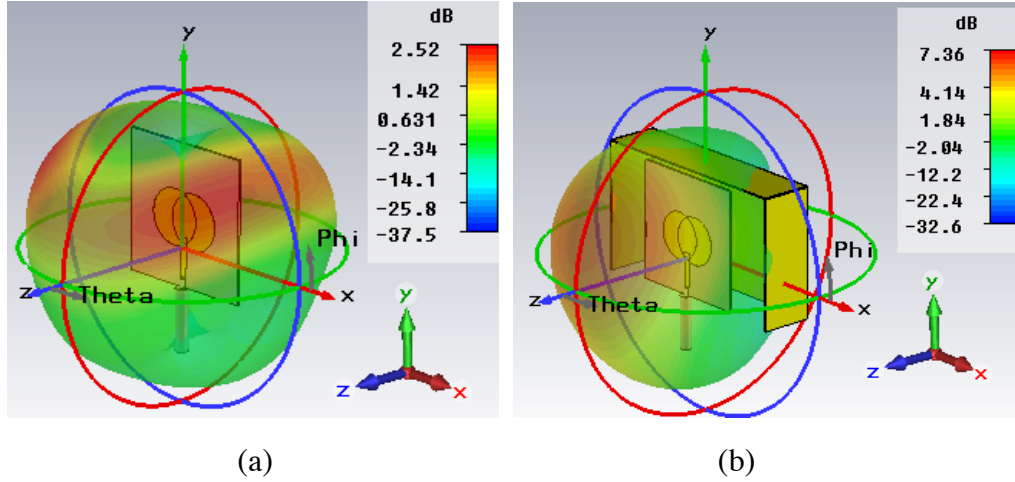 dB
2.52
1.42
0.631
-2.34
-14.1
-25.8
-37.5
y
Phi
z
Theta
x
y
z
x
(a)
dB
7.36
4.14
1.84
-2.04
-12.2
-22.4
-32.6
y
Phi
z
Theta
x
y
z
x
(b)